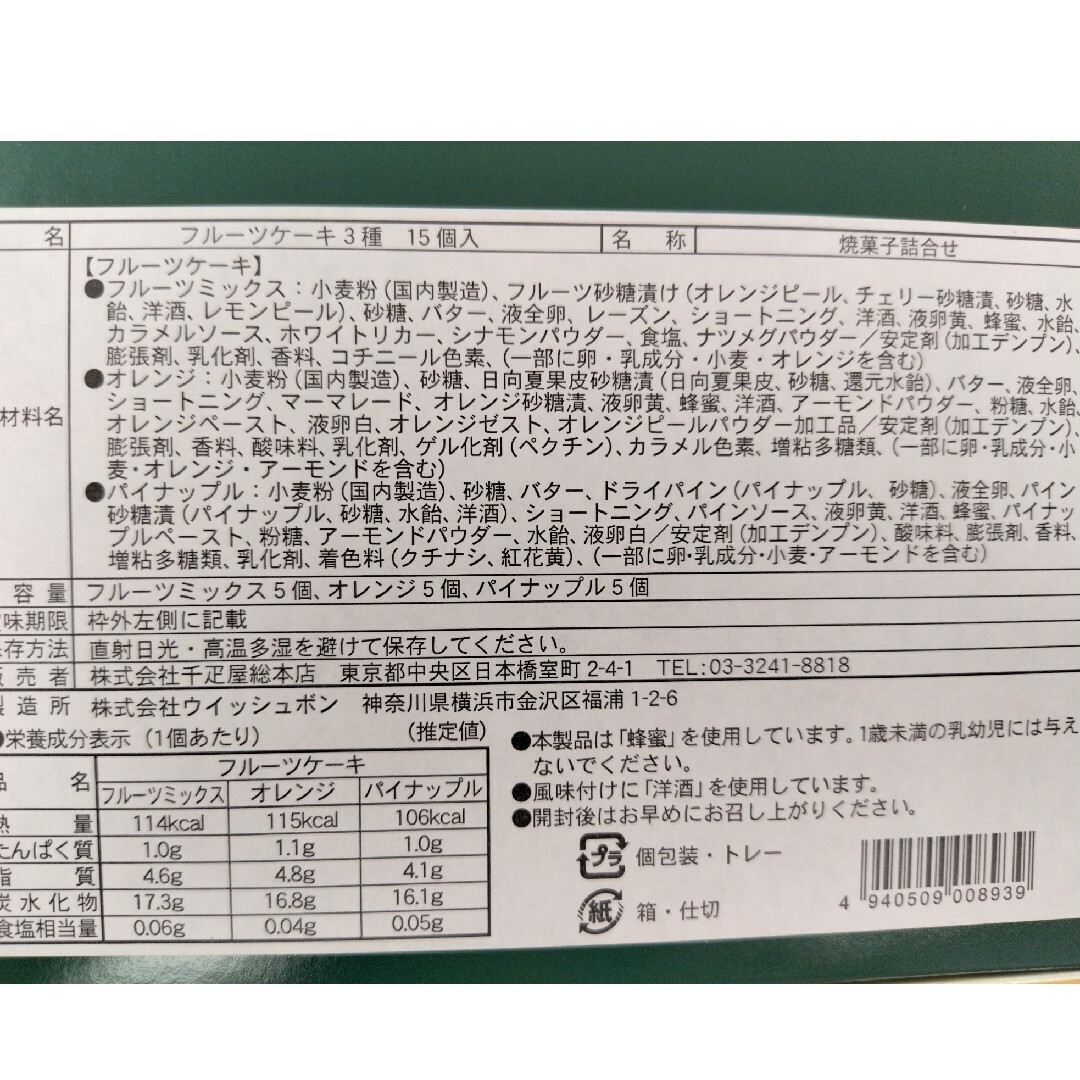 名 フルーツケーキ3種 15個入 名 称 焼菓子詰合せ
【フルーツケーキ】
●フルーツミックス：小麦粉（国内製造）、フルーツ砂糖漬け（オレンジピール、チェリー砂糖漬、砂糖、水
飴、洋酒、レモンピール）、砂糖、バター、液全卵、レーズン、ショートニング、洋酒、液卵黄、蜂蜜、水飴、
カラメルソース、ホワイトリカー、シナモンパウダー、食塩、ナツメグパウダー／安定剤（加工デンプン）、
膨張剤、乳化剤、香料、コチニール色素、（一部に卵・乳成分・小麦・オレンジを含む）
●オレンジ：小麦粉（国内製造）、砂糖、日向夏果皮砂糖漬（日向夏果皮、砂糖、還元水飴）、バター、液全卵、
材料名 ショートニング、マーマレード、オレンジ砂糖漬、液卵黄、蜂蜜、洋酒、アーモンドパウダー、粉糖、水飴、
オレンジペースト、液卵白、オレンジゼスト、オレンジピールパウダー加工品／安定剤（加工デンプン）、
膨張剤、香料、酸味料、乳化剤、ゲル化剤（ペクチン）、カラメル色素、増粘多糖類、（一部に卵・乳成分・小
麦・オレンジ・アーモンドを含む）
●パイナップル：小麦粉（国内製造）、砂糖、バター、ドライパイン（パイナップル、砂糖）、液全卵、パイン
砂糖漬（パイナップル、砂糖、水飴、洋酒）、ショートニング、パインソース、液卵黄、洋酒、蜂蜜、パイナッ
プルペースト、粉糖、アーモンドパウダー、水飴、液卵白／安定剤（加工デンプン）、酸味料、膨張剤、香料、
増粘多糖類、乳化剤、着色料（クチナシ、紅花黄）、（一部に卵・乳成分・小麦・アーモンドを含む）
容量 フルーツミックス5個、オレンジ5個、パイナップル5個
味期限 枠外左側に記載
存方法 直射日光・高温多湿を避けて保存してください。
売者 株式会社千疋屋総本店 東京都中央区日本橋室町2-4-1 TEL:03-3241-8818
製造所 株式会社ウイッシュボン 神奈川県横浜市金沢区福浦1-2-6
●栄養成分表示（1個あたり） （推定値）
品 名 フルーツケーキ
フルーツミックス オレンジ パイナップル
熱 量 114kcal 115kcal 106kcal
たんぱく質 1.0g 1.1g 1.0g
脂 質 4.6g 4.8g 4.1g
炭水化物 17.3g 16.8g 16.1g
食塩相当量 0.06g 0.04g 0.05g
●本製品は「蜂蜜」を使用しています。1歳未満の乳幼児には与え
ないでください。
●風味付けに「洋酒」を使用しています。
●開封後はお早めにお召し上がりください。
プラ 個包装・トレー
紙 箱・仕切
4 940509 008939